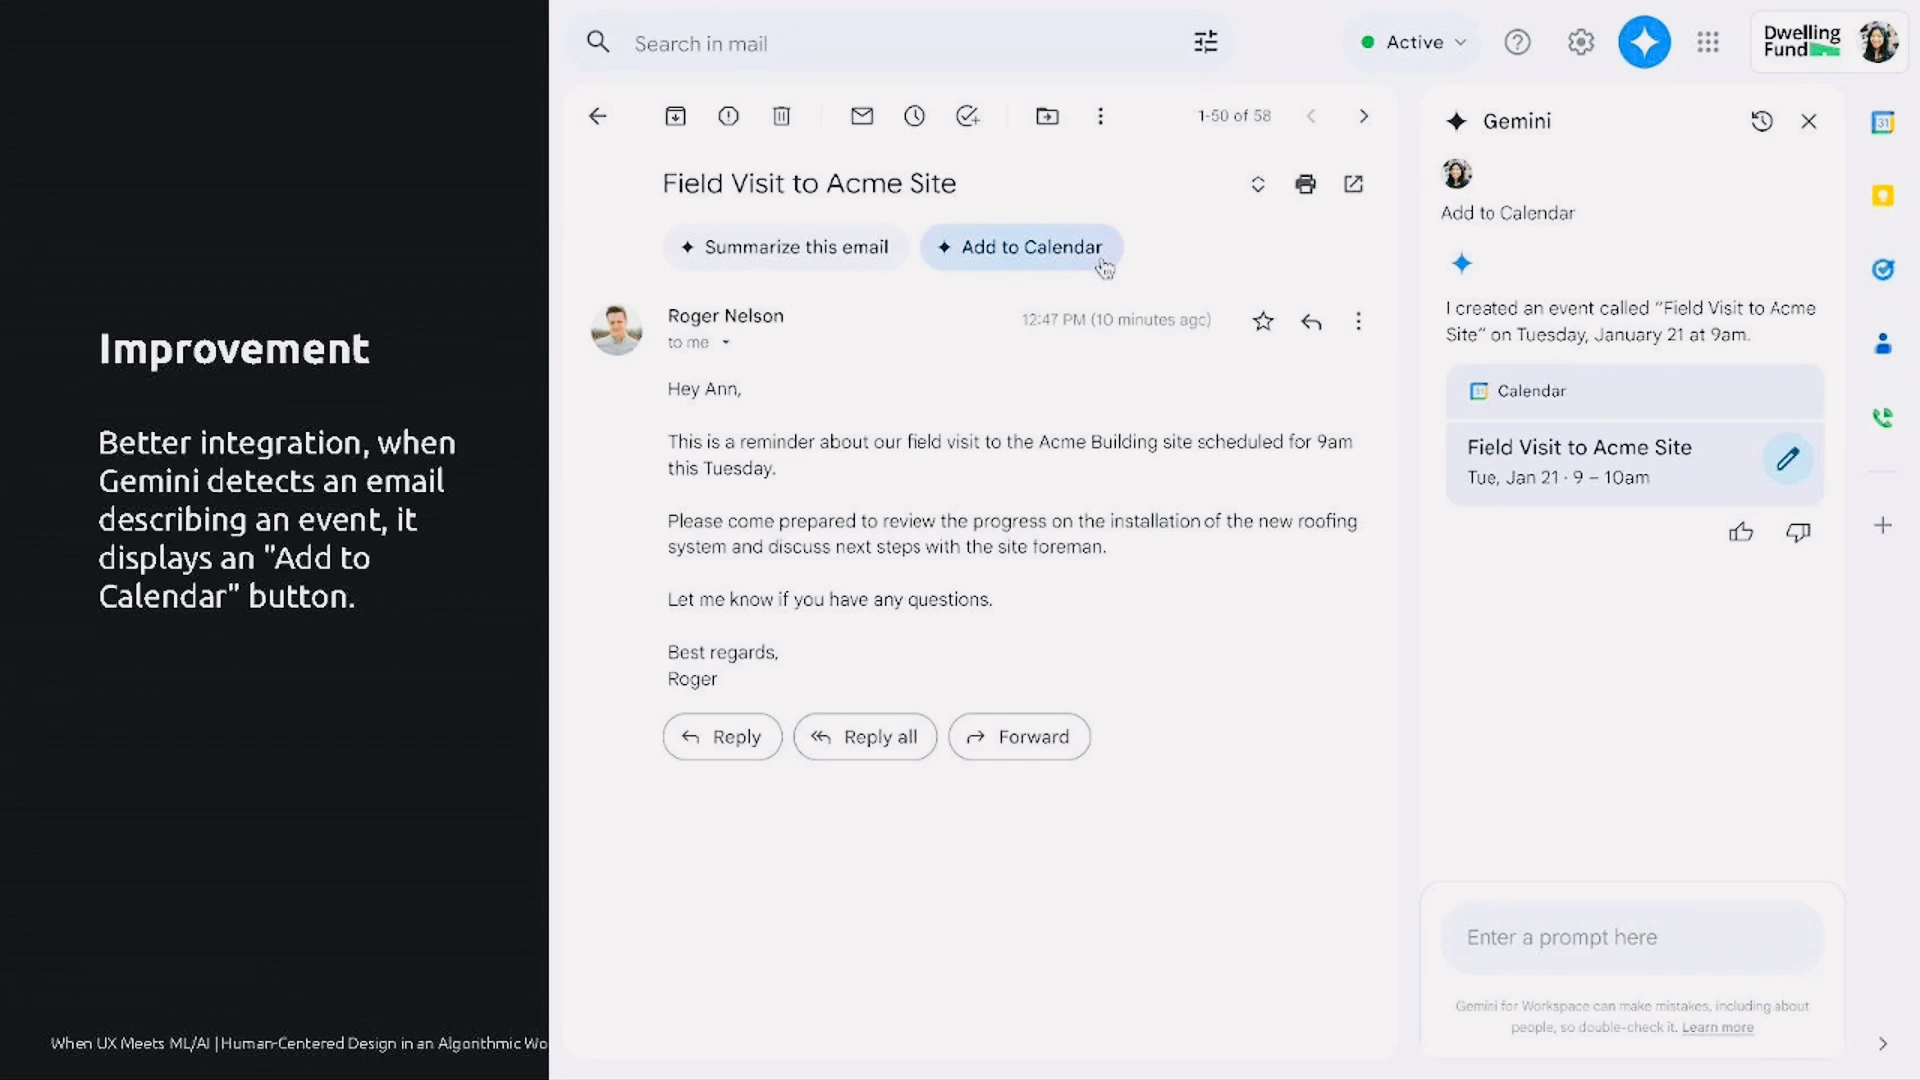 Improvement
Better integration, when
Gemini detects an email
describing an event, it
displays an "Add to
Calendar" button.
When UX Meets ML/AI | Human-Centered Design in an Algorithmic Wo
Search in mail
Active
Dwelling
Fund
1-50 of 58
Field Visit to Acme Site
Summarize this email
Add to Calendar
Roger Nelson
12:47 PM (10 minutes ago)
to me
Hey Ann,
This is a reminder about our field visit to the Acme Building site scheduled for 9am
this Tuesday.
Please come prepared to review the progress on the installation of the new roofing
system and discuss next steps with the site foreman.
Let me know if you have any questions.
Best regards,
Roger
Reply
Reply all
Forward
Gemini
Add to Calendar
I created an event called “Field Visit to Acme
Site” on Tuesday, January 21 at 9am.
31
Calendar
Field Visit to Acme Site
Tue, Jan 21 · 9 – 10am
Enter a prompt here
Gemini for Workspace can make mistakes, including about
people, so double-check it. Learn more
31